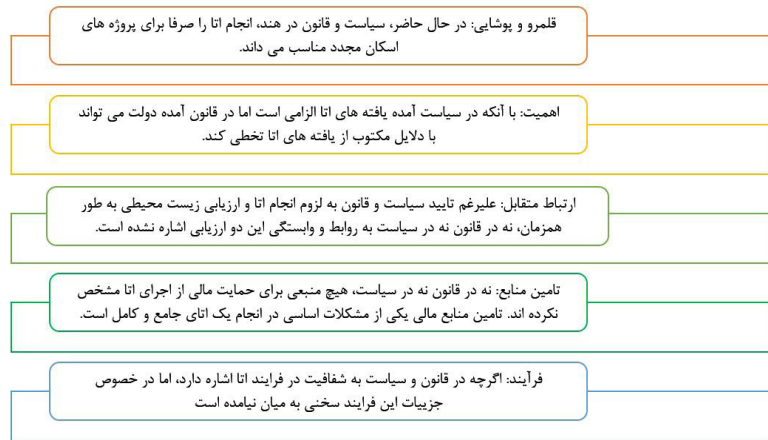 قلمرو و پوشایی: در حال حاضر، سیاست و قانون در هند، انجام اتا را صرفا برای پروژه های
اسکان مجدد مناسب می داند.
اهمیت: با آنکه در سیاست آمده یافته های اتا الزامی است اما در قانون آمده دولت می تواند
با دلایل مکتوب از یافته های اتا تخطی کند.
ارتباط متقابل: علیرغم تایید سیاست و قانون به لزوم انجام اتا و ارزیابی زیست محیطی به طور
همزمان، نه در قانون نه در سیاست به روابط و وابستگی این دو ارزیابی اشاره نشده است.
تامین منابع: نه در قانون نه در سیاست، هیچ منبعی برای حمایت مالی از اجرای اتا مشخص
نکرده اند. تامین منابع مالی یکی از مشکلات اساسی در انجام یک اتای جامع و کامل است.
فرآیند: اگرچه در قانون و سیاست به شفافیت در فرایند اتا اشاره دارد، اما در خصوص
جزییات این فرایند سخنی به میان نیامده است